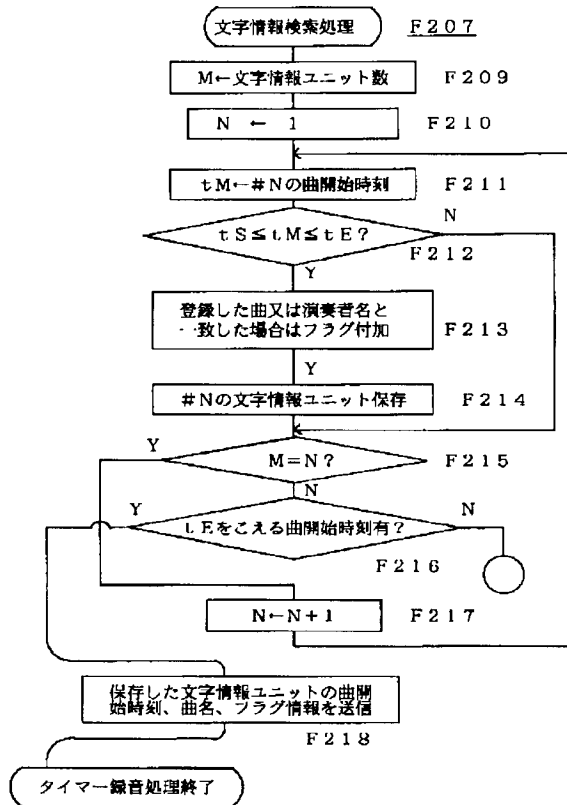 文字情報検索処理 F207
M←文字情報ユニット数 F209
N ← 1 F210
tM←#Nの曲開始時刻 F211
N
tS≦tM≦tE?
F212
Y
登録した曲又は演奏者名と
一致した場合はフラグ付加
F213
Y
#Nの文字情報ユニット保存 F214
Y
M=N? F215
N
Y
N
tEをこえる曲開始時刻有?
F216
N←N+1 F217
保存した文字情報ユニットの曲開
始時刻、曲名、フラグ情報を送信
F218
タイマー録音処理終了